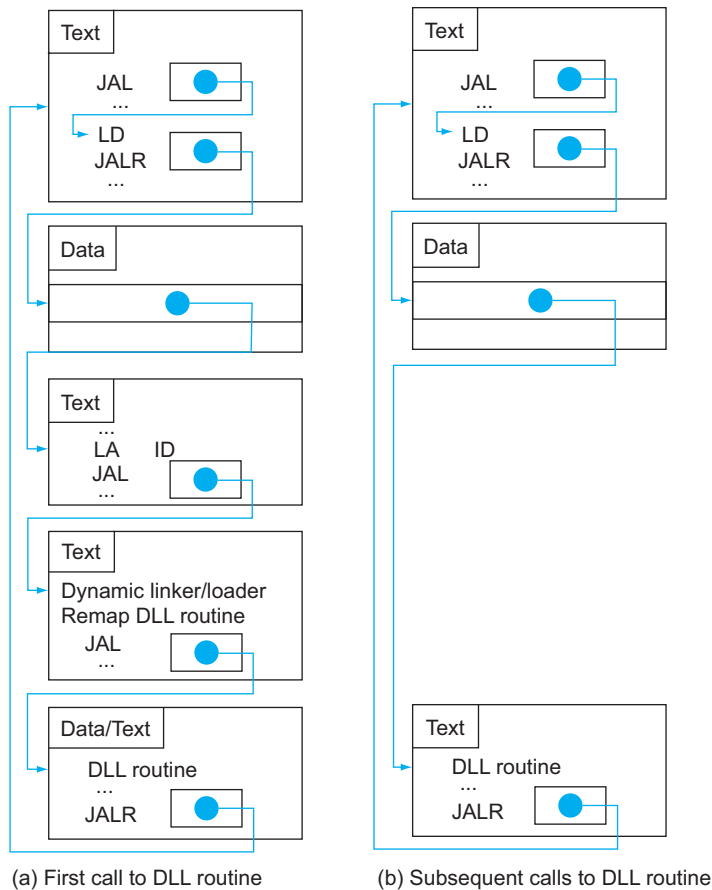 Text
JAL
...
LD
JALR
...
Data
Text
...
LA ID
JAL
...
Text
Dynamic linker/loader
Remap DLL routine
JAL
...
Data/Text
DLL routine
...
JALR
(a) First call to DLL routine
Text
JAL
...
LD
JALR
...
Data
Text
DLL routine
...
JALR
(b) Subsequent calls to DLL routine